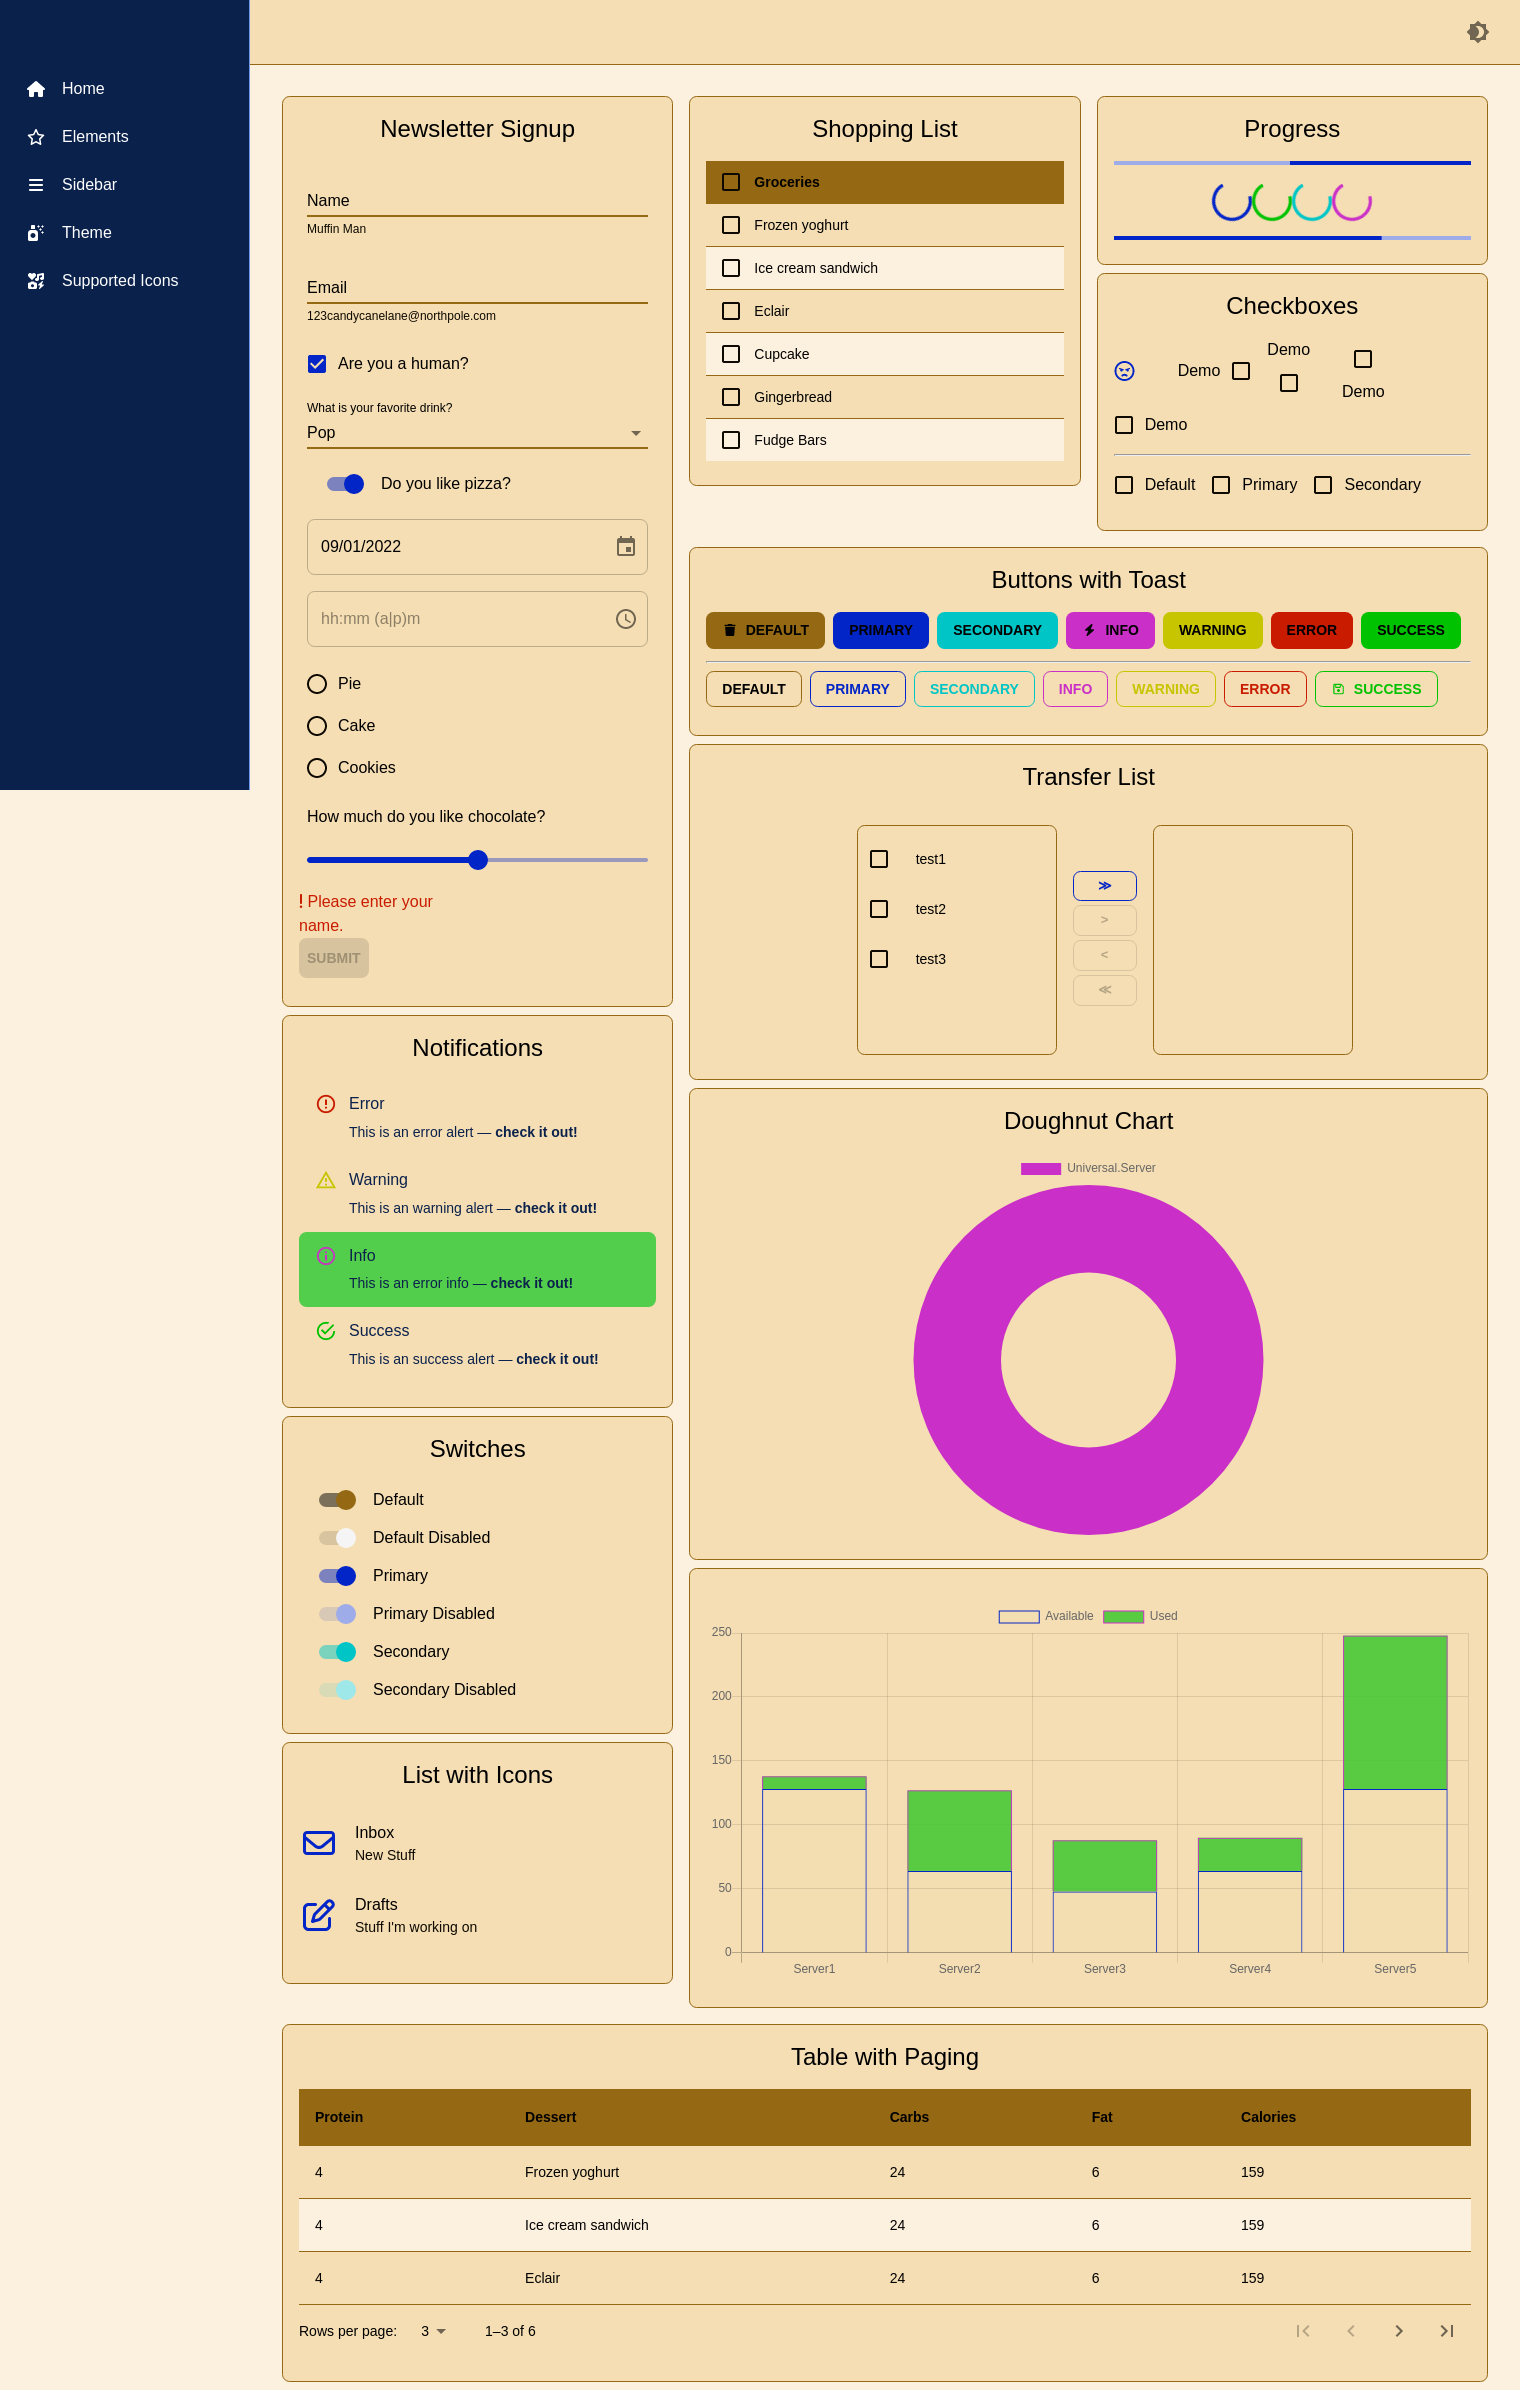 Home
Elements
Sidebar
Theme
Supported Icons
Newsletter Signup
Name
Muffin Man
Email
123candycanelane@northpole.com
Are you a human?
What is your favorite drink?
Pop
Do you like pizza?
09/01/2022
hh:mm (a|p)m
Pie
Cake
Cookies
How much do you like chocolate?
! Please enter your
name.
SUBMIT
Notifications
Error
This is an error alert — check it out!
Warning
This is an warning alert — check it out!
Info
This is an error info — check it out!
Success
This is an success alert — check it out!
Switches
Default
Default Disabled
Primary
Primary Disabled
Secondary
Secondary Disabled
List with Icons
Inbox
New Stuff
Drafts
Stuff I'm working on
Shopping List
Groceries
Frozen yoghurt
Ice cream sandwich
Eclair
Cupcake
Gingerbread
Fudge Bars
Progress
Checkboxes
Demo
Demo
Demo
Demo
Default Primary Secondary
Buttons with Toast
DEFAULT PRIMARY SECONDARY INFO WARNING ERROR SUCCESS
DEFAULT PRIMARY SECONDARY INFO WARNING ERROR SUCCESS
Transfer List
test1
test2
test3
≫
>
<
≪
Doughnut Chart
Universal.Server
Available Used
250
200
150
100
50
0
Server1 Server2 Server3 Server4 Server5
Table with Paging
Protein Dessert Carbs Fat Calories
4 Frozen yoghurt 24 6 159
4 Ice cream sandwich 24 6 159
4 Eclair 24 6 159
Rows per page: 3 1–3 of 6